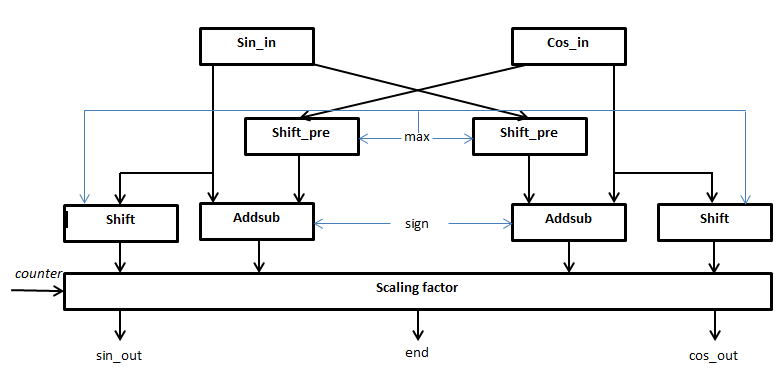 Sin_in
Cos_in
Shift_pre
max
Shift_pre
Shift
Addsub
sign
Addsub
Shift
counter
Scaling factor
sin_out
end
cos_out